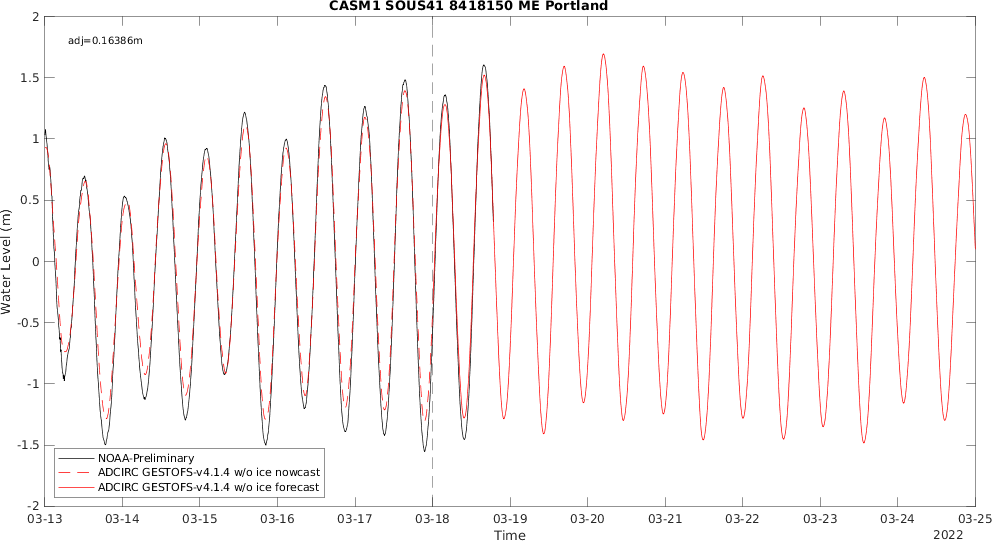 CASM1 SOUS41 8418150 ME Portland
adj=0.16386m
2
1.5
1
0.5
0
-0.5
-1
-1.5
-2
Water Level (m)
NOAA-Preliminary
ADCIRC GESTOFS-v4.1.4 w/o ice nowcast
ADCIRC GESTOFS-v4.1.4 w/o ice forecast
03-13 03-14 03-15 03-16 03-17 03-18 03-19 03-20 03-21 03-22 03-23 03-24 03-25
Time
2022